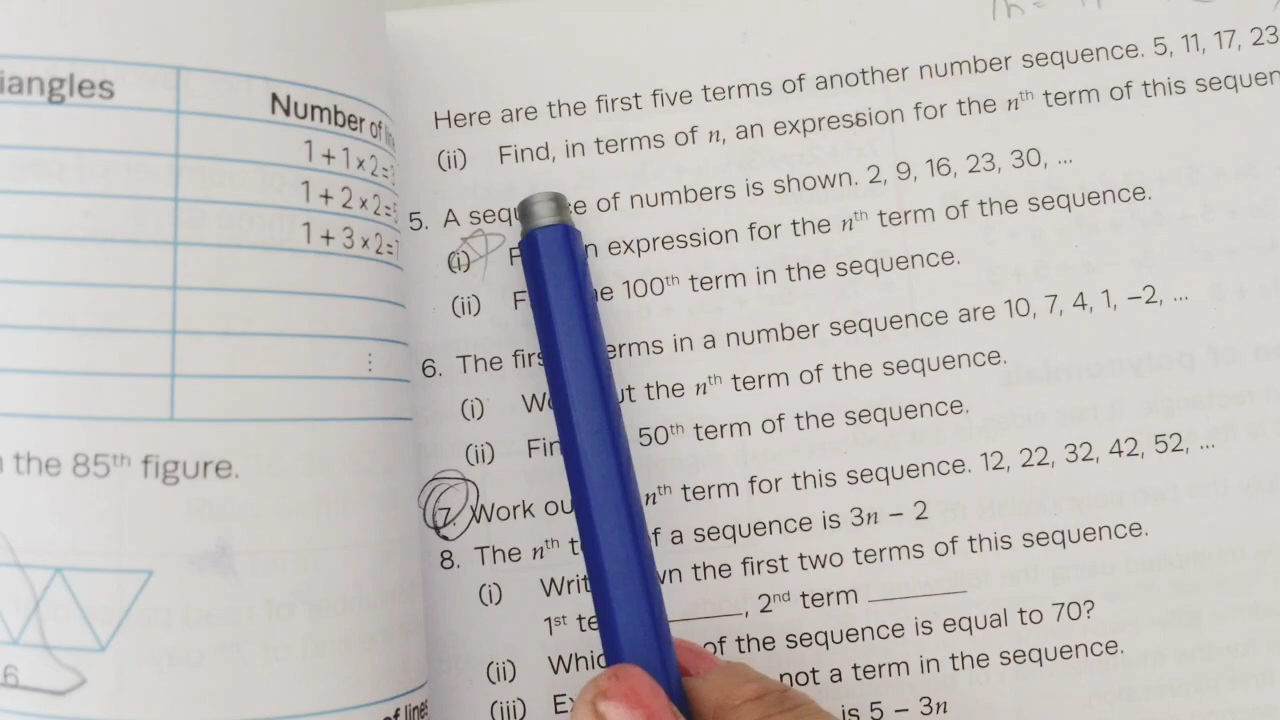 iangles
Number of
1 + 1 × 2 =
1 + 2 × 2 =
1 + 3 × 2 =
⋮
the 85th figure.
6
of lines
Here are the first five terms of another number sequence. 5, 11, 17, 23
(ii) Find, in terms of n, an expression for the nth term of this sequen
5. A seq e of numbers is shown. 2, 9, 16, 23, 30, ...
(i) F n expression for the nth term of the sequence.
(ii) F e 100th term in the sequence.
6. The firs erms in a number sequence are 10, 7, 4, 1, −2, ...
(i) Wo ut the nth term of the sequence.
(ii) Fin 50th term of the sequence.
7. Work ou nth term for this sequence. 12, 22, 32, 42, 52, ...
8. The nth t f a sequence is 3n − 2
(i) Writ wn the first two terms of this sequence.
1st te ______, 2nd term ______
(ii) Whic of the sequence is equal to 70?
(iii) Ex not a term in the sequence.
is 5 − 3n